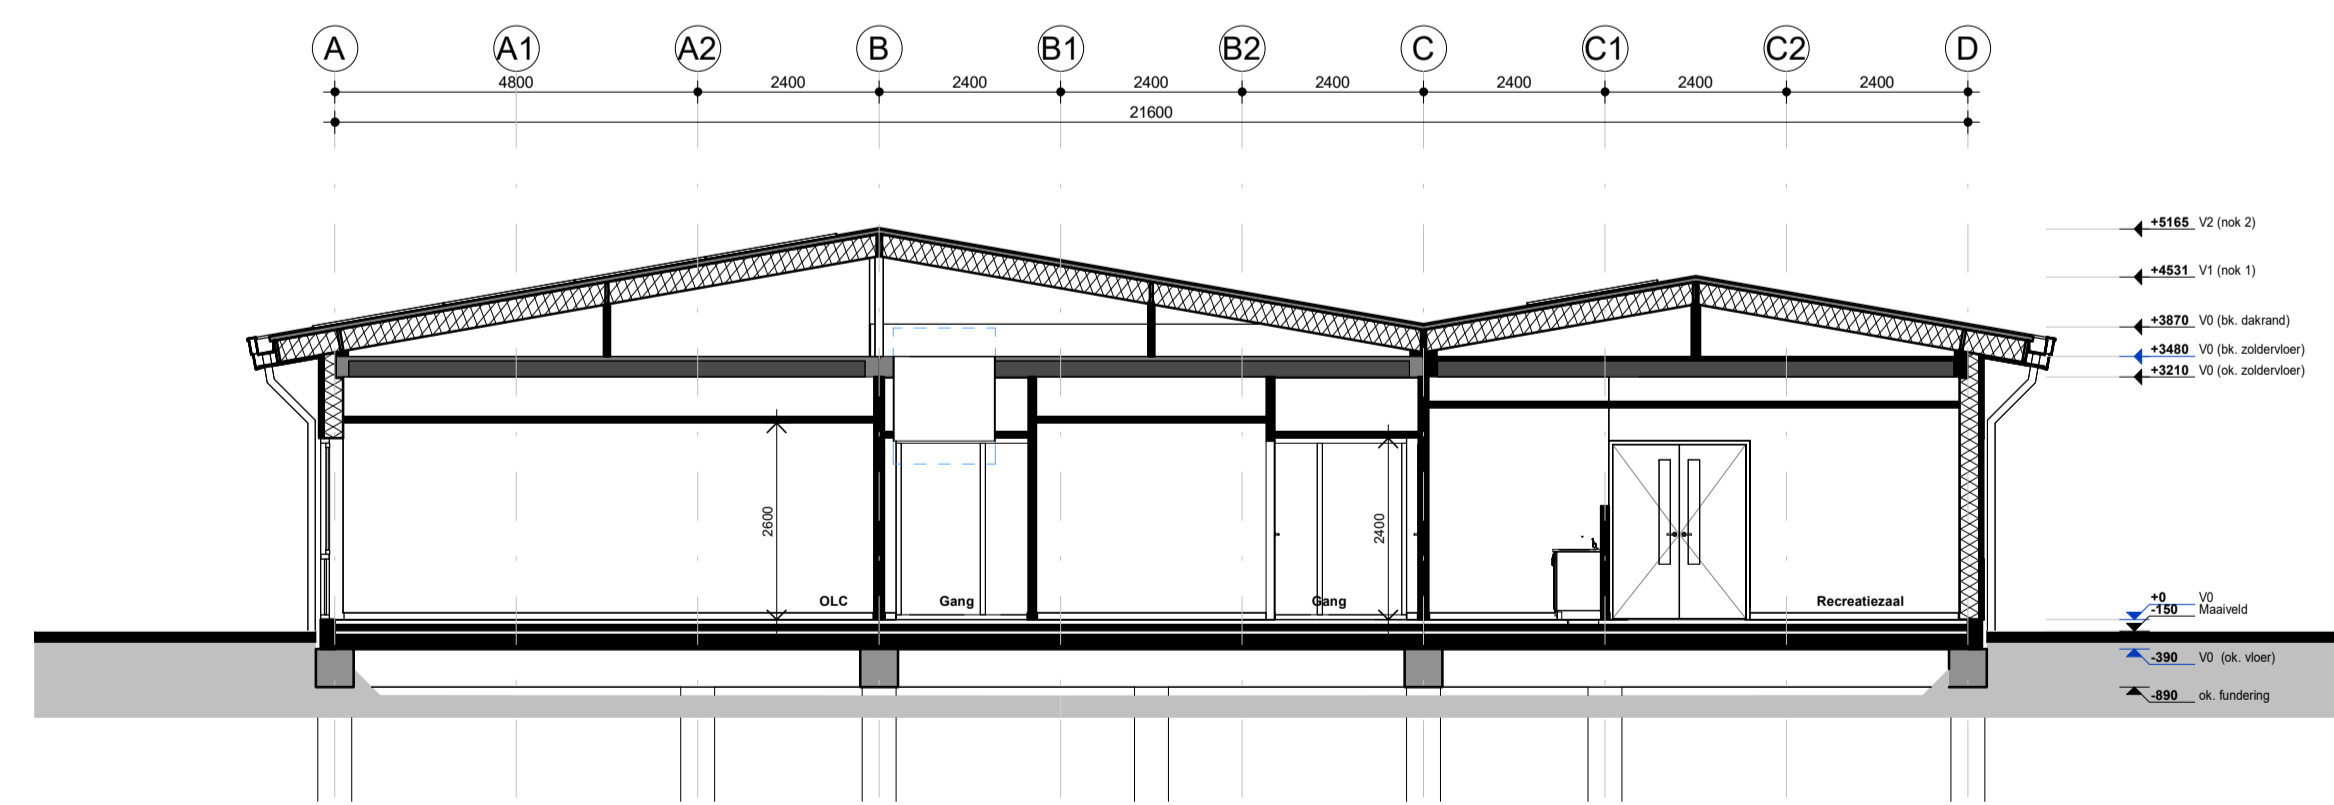 A A1 A2 B B1 B2 C C1 C2 D
4800 2400 2400 2400 2400 2400 2400 2400
21600
+5165 V2 (nok 2)
+4531 V1 (nok 1)
+3870 V0 (bk. dakrand)
+3480 V0 (bk. zoldervloer)
+3210 V0 (ok. zoldervloer)
2600
2400
OLC
Gang
Gang
Recreatiezaal
+0 V0
-150 Maaiveld
-390 V0 (ok. vloer)
-890 ok. fundering